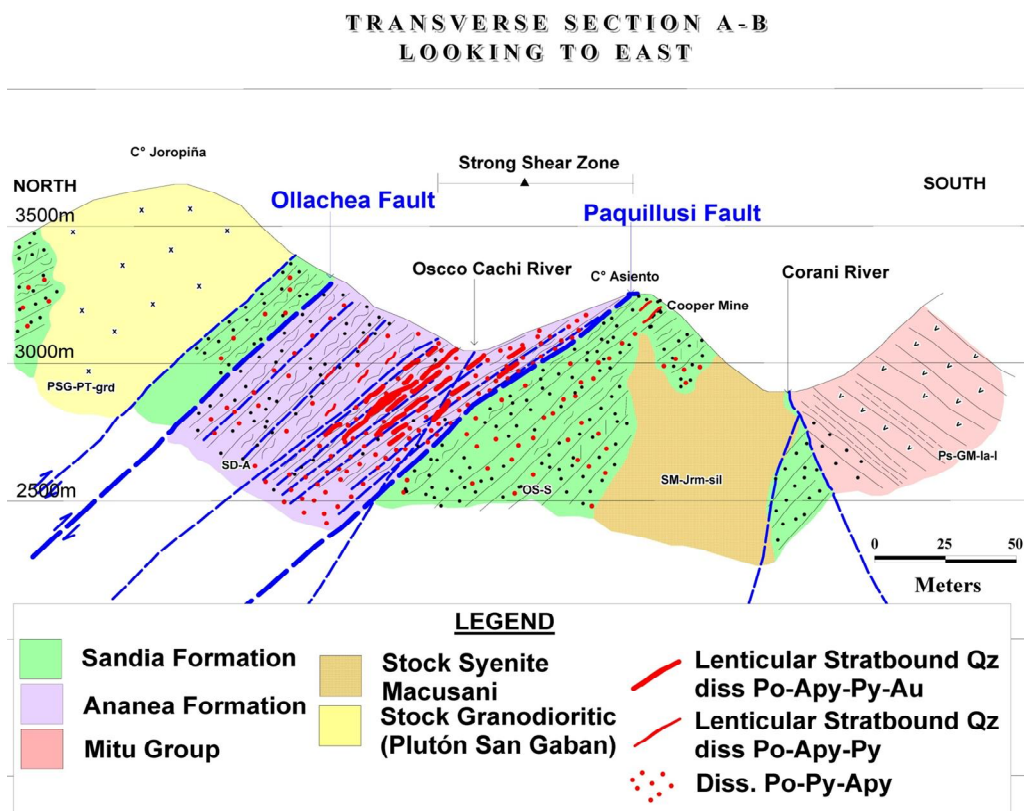 TRANSVERSE SECTION A-B
LOOKING TO EAST
C° Joropiña
Strong Shear Zone
NORTH
SOUTH
Ollachea Fault
Paquillusi Fault
3500m
Oscco Cachi River
C° Asiento
Corani River
Cooper Mine
3000m
PSG-PT-grd
SD-A
Ps-GM-la-l
SM-Jrm-sil
OS-S
2500m
0 25 50
Meters
LEGEND
Sandia Formation
Ananea Formation
Mitu Group
Stock Syenite
Macusani
Stock Granodioritic
(Plutón San Gaban)
Lenticular Stratbound Qz
diss Po-Apy-Py-Au
Lenticular Stratbound Qz
diss Po-Apy-Py
Diss. Po-Py-Apy